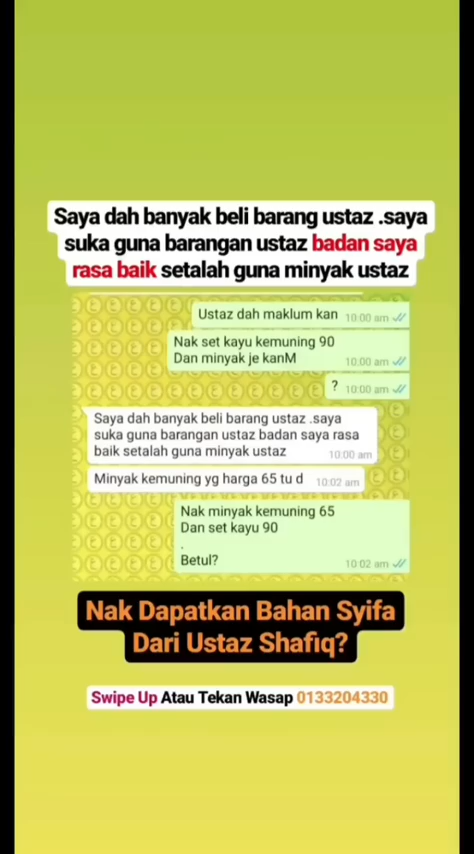 Saya dah banyak beli barang ustaz .saya
suka guna barangan ustaz badan saya
rasa baik setalah guna minyak ustaz
Ustaz dah maklum kan 10:00 am
Nak set kayu kemuning 90
Dan minyak je kanM 10:00 am
? 10:00 am
Saya dah banyak beli barang ustaz .saya
suka guna barangan ustaz badan saya rasa
baik setalah guna minyak ustaz 10:00 am
Minyak kemuning yg harga 65 tu d 10:02 am
Nak minyak kemuning 65
Dan set kayu 90
.
Betul? 10:02 am
Nak Dapatkan Bahan Syifa
Dari Ustaz Shafiq?
Swipe Up Atau Tekan Wasap 0133204330